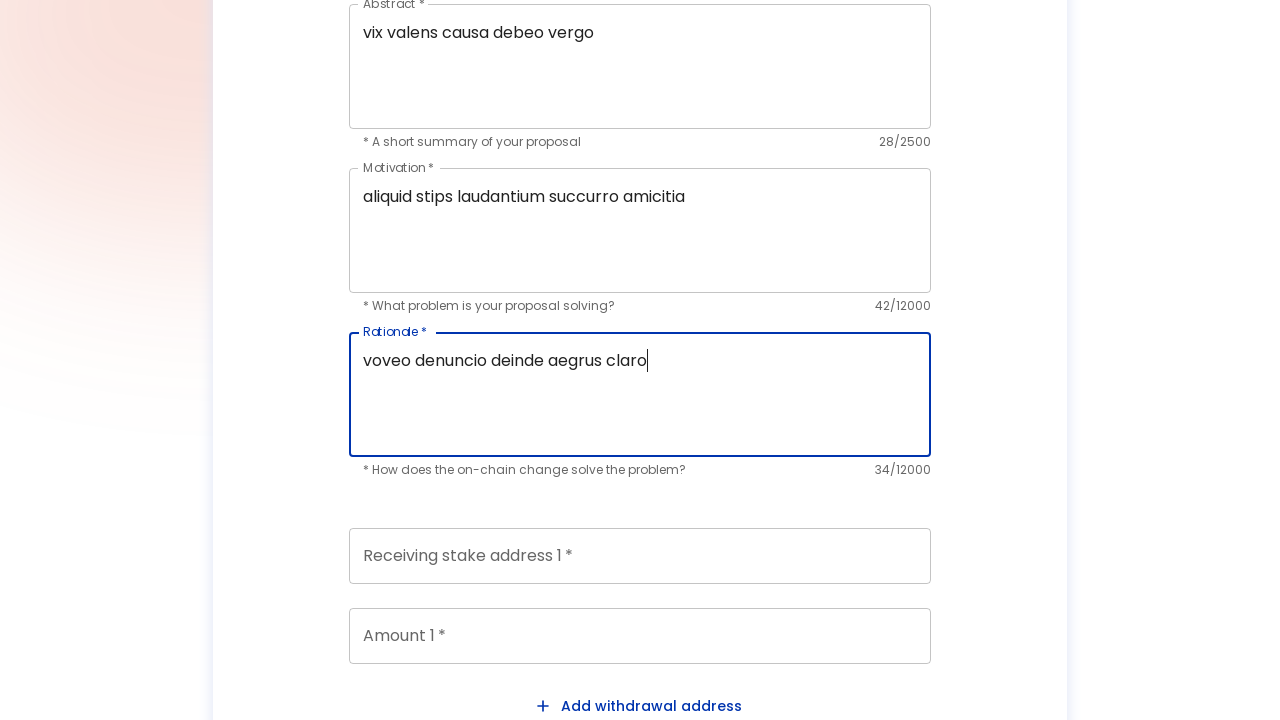 Abstract *
vix valens causa debeo vergo
* A short summary of your proposal 28/2500
Motivation *
aliquid stips laudantium succurro amicitia
* What problem is your proposal solving? 42/12000
Rationale *
voveo denuncio deinde aegrus claro
* How does the on-chain change solve the problem? 34/12000
Receiving stake address 1 *
Amount 1 *
+ Add withdrawal address